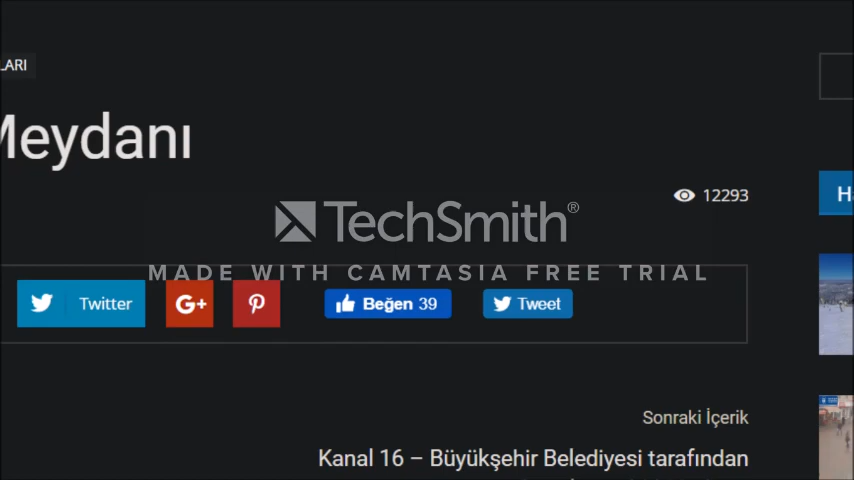 LARI
Meydanı
12293
TechSmith®
MADE WITH CAMTASIA FREE TRIAL
Twitter
G+
Beğen 39
Tweet
Sonraki İçerik
Kanal 16 – Büyükşehir Belediyesi tarafından